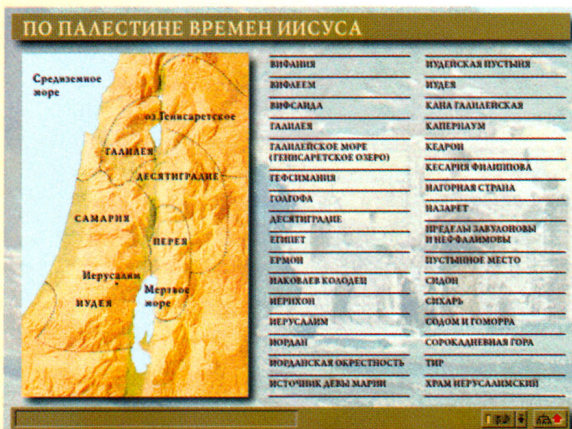 ПО ПАЛЕСТИНЕ ВРЕМЕН ИИСУСА
Средиземное
море
оз.Генисаретское
ГАЛИЛЕЯ
ДЕСЯТИГРАДИЕ
САМАРИЯ
ПЕРЕЯ
Иерусалим
Мертвое
море
ИУДЕЯ
ВИФАНИЯ
ВИФЛЕЕМ
ВИФСАИДА
ГАЛИЛЕЯ
ГАЛИЛЕЙСКОЕ МОРЕ
(ГЕНИСАРЕТСКОЕ ОЗЕРО)
ГЕФСИМАНИЯ
ГОЛГОФА
ДЕСЯТИГРАДИЕ
ЕГИПЕТ
ЕРМОН
ИАКОВЛЕВ КОЛОДЕЦ
ИЕРИХОН
ИЕРУСАЛИМ
ИОРДАН
ИОРДАНСКАЯ ОКРЕСТНОСТЬ
ИСТОЧНИК ДЕВЫ МАРИИ
ИУДЕЙСКАЯ ПУСТЫНЯ
ИУДЕЯ
КАНА ГАЛИЛЕЙСКАЯ
КАПЕРНАУМ
КЕДРОН
КЕСАРИЯ ФИЛИППОВА
НАГОРНАЯ СТРАНА
НАЗАРЕТ
ПРЕДЕЛЫ ЗАВУЛОНОВЫ
И НЕФФАЛИМОВЫ
ПУСТЫННОЕ МЕСТО
СИДОН
СИХАРЬ
СОДОМ И ГОМОРРА
СОРОКАДНЕВНАЯ ГОРА
ТИР
ХРАМ ИЕРУСАЛИМСКИЙ